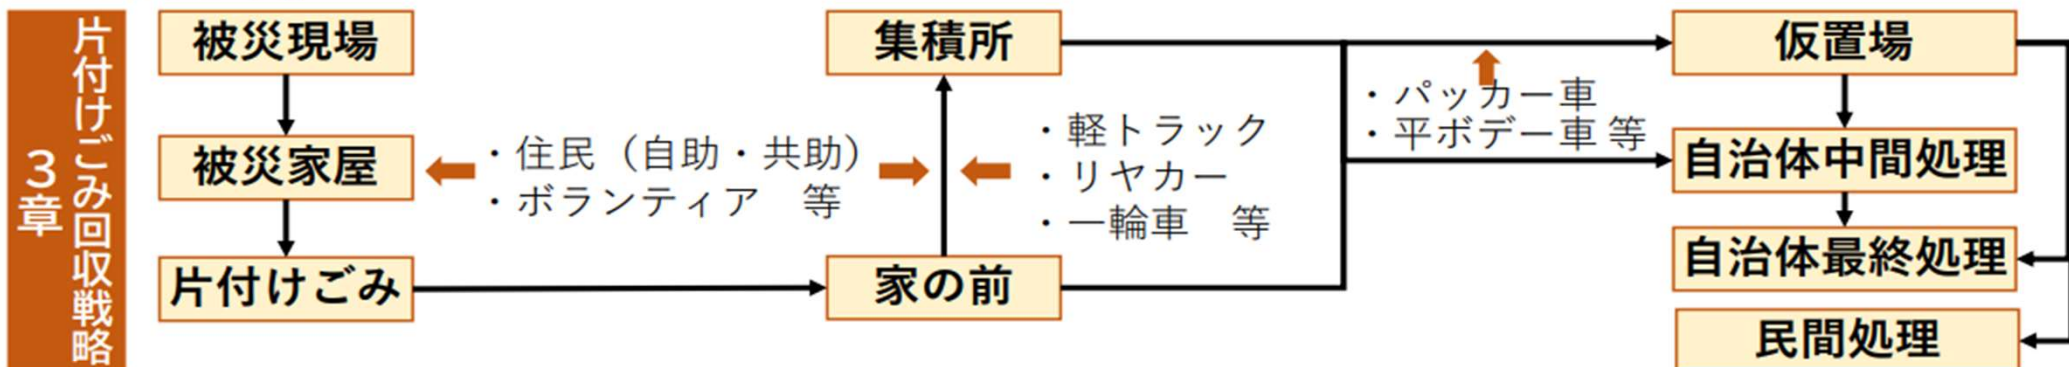 片付けごみ回収戦略
３章
被災現場
被災家屋
片付けごみ
・住民（自助・共助）
・ボランティア　等
集積所
家の前
・軽トラック
・リヤカー
・一輪車　等
・パッカー車
・平ボデー車 等
仮置場
自治体中間処理
自治体最終処理
民間処理